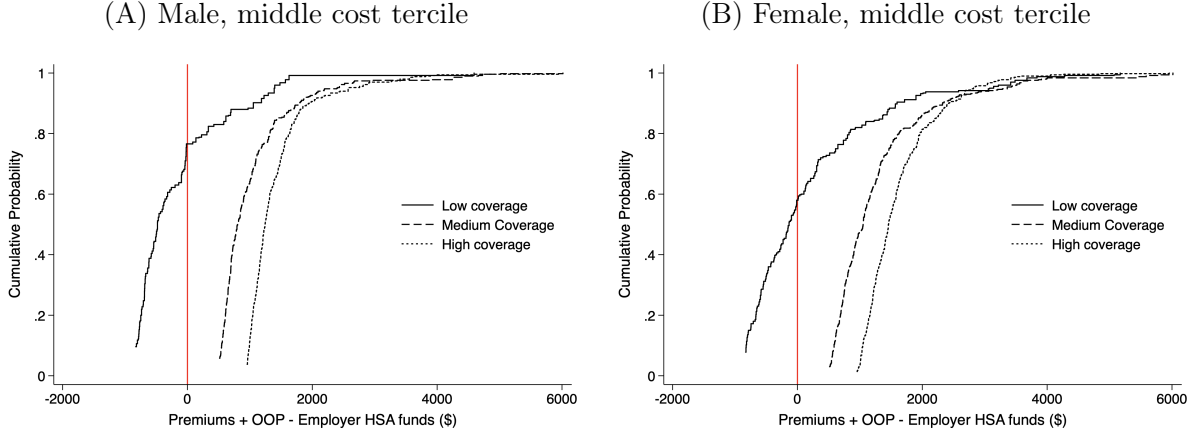 (A) Male, middle cost tercile
1
.8
.6
.4
.2
0
Cumulative Probability
Low coverage
Medium Coverage
High coverage
-2000 0 2000 4000 6000
Premiums + OOP - Employer HSA funds ($)
(B) Female, middle cost tercile
1
.8
.6
.4
.2
0
Cumulative Probability
Low coverage
Medium Coverage
High coverage
-2000 0 2000 4000 6000
Premiums + OOP - Employer HSA funds ($)